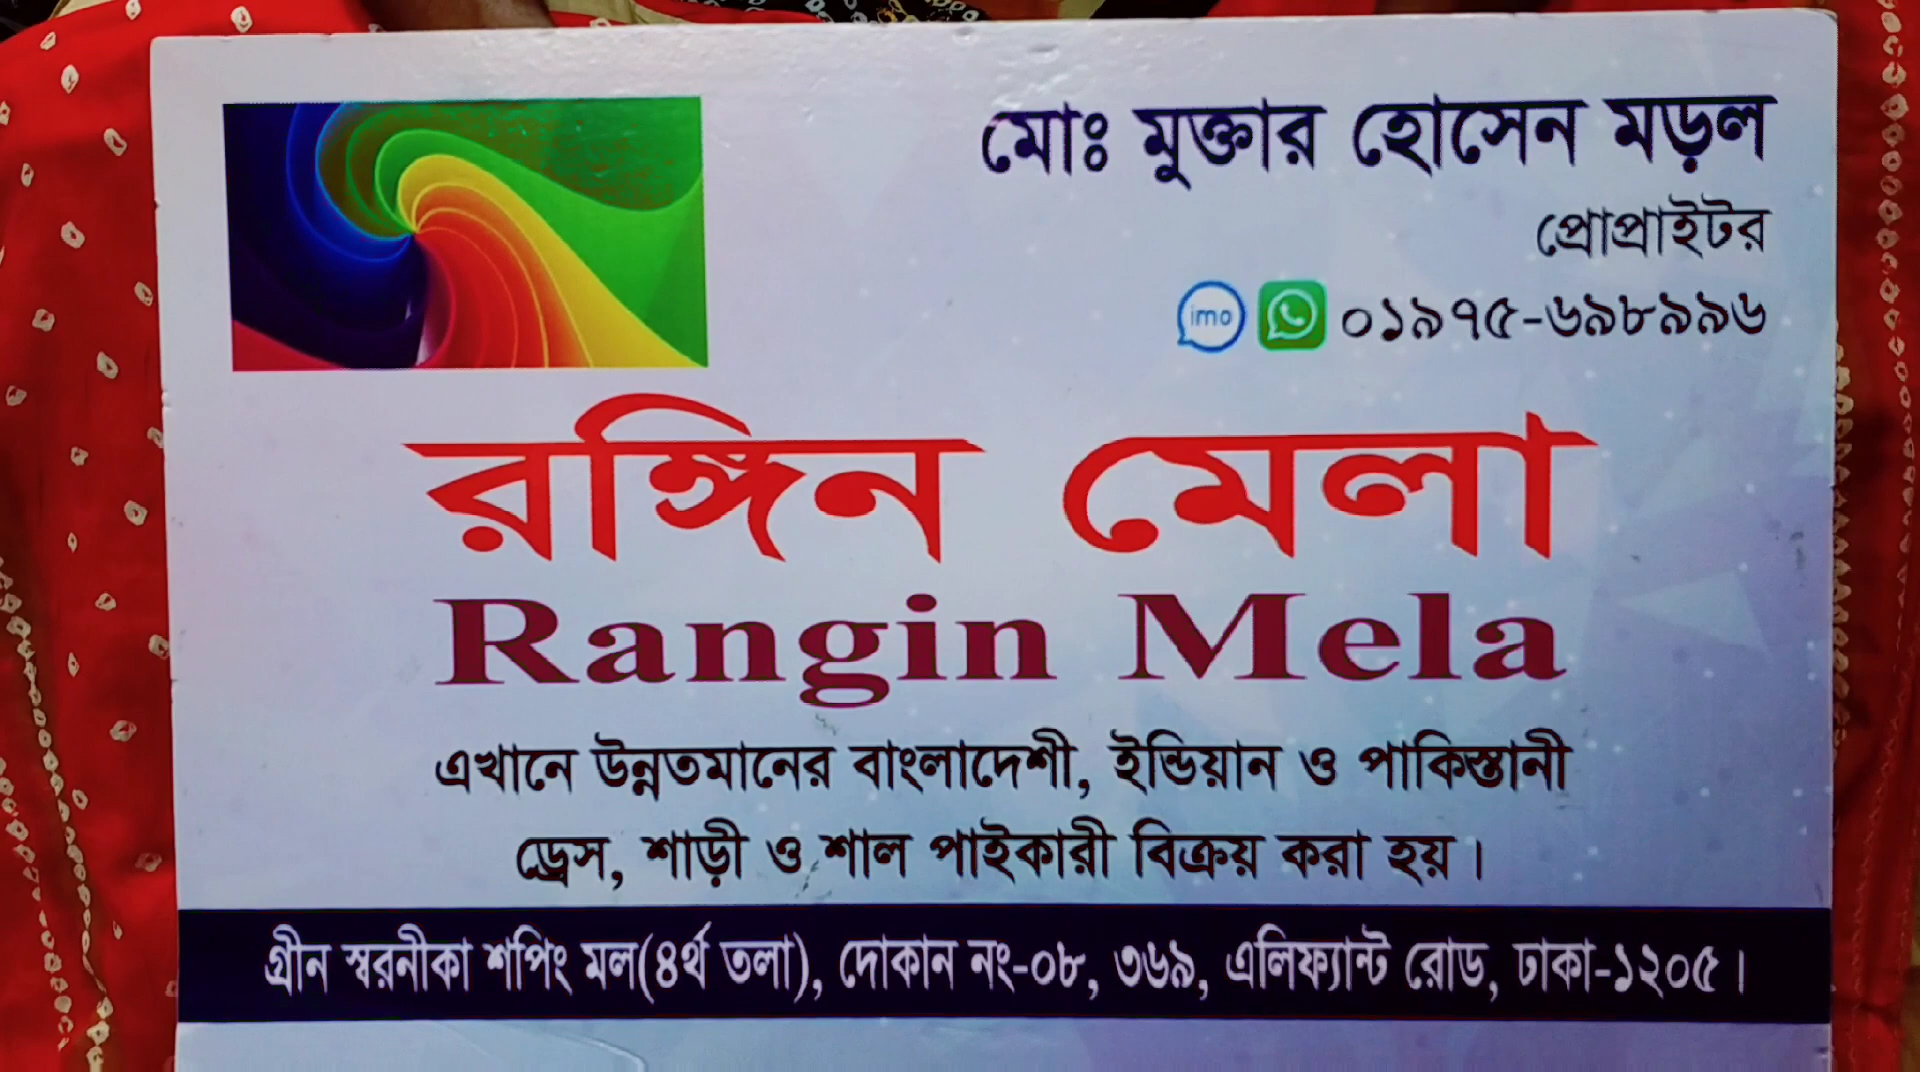 মোঃ মুক্তার হোসেন মড়ল
প্রোপ্রাইটর
imo ০১৯৭৫-৬৯৮৯৯৬
রঙ্গিন মেলা
Rangin Mela
এখানে উন্নতমানের বাংলাদেশী, ইন্ডিয়ান ও পাকিস্তানী
ড্রেস, শাড়ী ও শাল পাইকারী বিক্রয় করা হয়।
গ্রীন স্বরনীকা শপিং মল(৪র্থ তলা), দোকান নং-০৮, ৩৬৯, এলিফ্যান্ট রোড, ঢাকা-১২০৫।